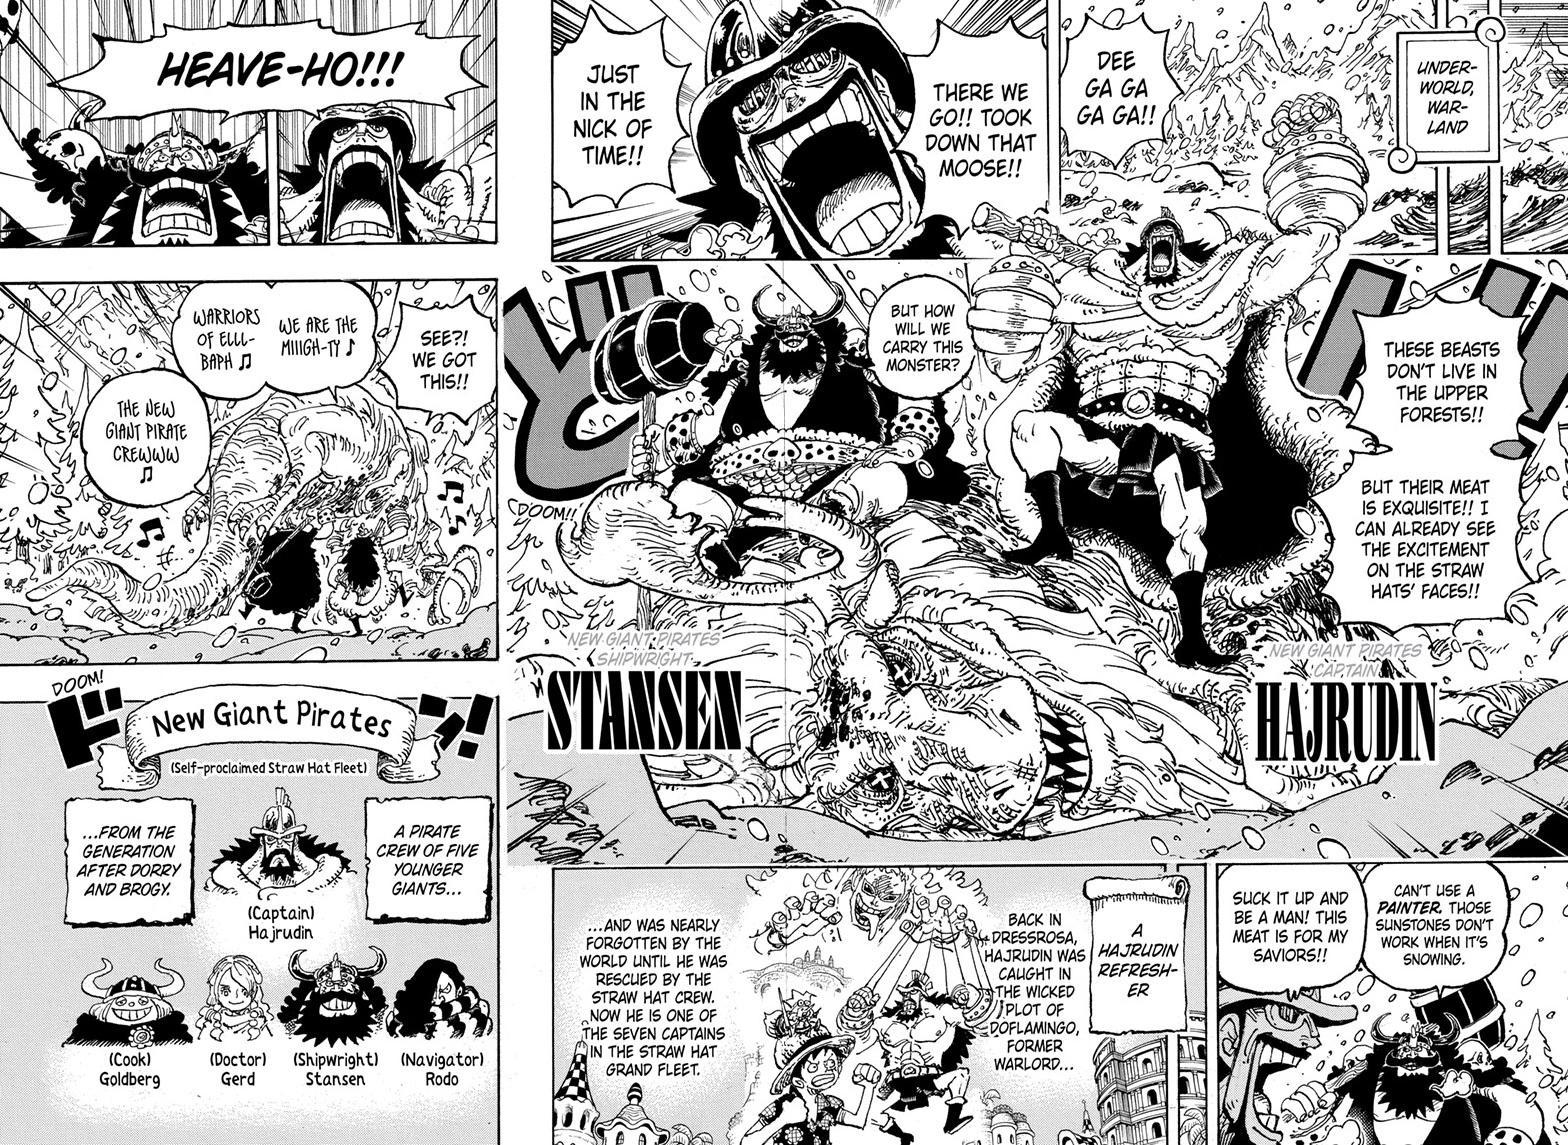 UNDER-
WORLD,
WAR-
LAND
DEE
GA GA
GA GA!!
THERE WE
GO!! TOOK
DOWN THAT
MOOSE!!
JUST
IN THE
NICK OF
TIME!!
THESE BEASTS
DON'T LIVE IN
THE UPPER
FORESTS!!
BUT THEIR MEAT
IS EXQUISITE!! I
CAN ALREADY SEE
THE EXCITEMENT
ON THE STRAW
HATS' FACES!!
BUT HOW
WILL WE
CARRY THIS
MONSTER?
ドドン
DOOM!!
NEW GIANT PIRATES
CAPTAIN
HAJRUDIN
NEW GIANT PIRATES
SHIPWRIGHT
STANSEN
CAN'T USE A
PAINTER. THOSE
SUNSTONES DON'T
WORK WHEN IT'S
SNOWING.
SUCK IT UP AND
BE A MAN! THIS
MEAT IS FOR MY
SAVIORS!!
A
HAJRUDIN
REFRESH-
ER
BACK IN
DRESSROSA,
HAJRUDIN WAS
CAUGHT IN
THE WICKED
PLOT OF
DOFLAMINGO,
FORMER
WARLORD...
...AND WAS NEARLY
FORGOTTEN BY THE
WORLD UNTIL HE WAS
RESCUED BY THE
STRAW HAT CREW.
NOW HE IS ONE OF
THE SEVEN CAPTAINS
IN THE STRAW HAT
GRAND FLEET.
HEAVE-HO!!!
SEE?!
WE GOT
THIS!!
WE ARE THE
MIIIGH-TY ♪
WARRIORS
OF ELLL-
BAPH ♫
THE NEW
GIANT PIRATE
CREWWW
♫
DOOM!
ドン!
New Giant Pirates
(Self-proclaimed Straw Hat Fleet)
A PIRATE
CREW OF FIVE
YOUNGER
GIANTS...
...FROM THE
GENERATION
AFTER DORRY
AND BROGY.
(Captain)
Hajrudin
(Cook)
Goldberg
(Doctor)
Gerd
(Shipwright)
Stansen
(Navigator)
Rodo